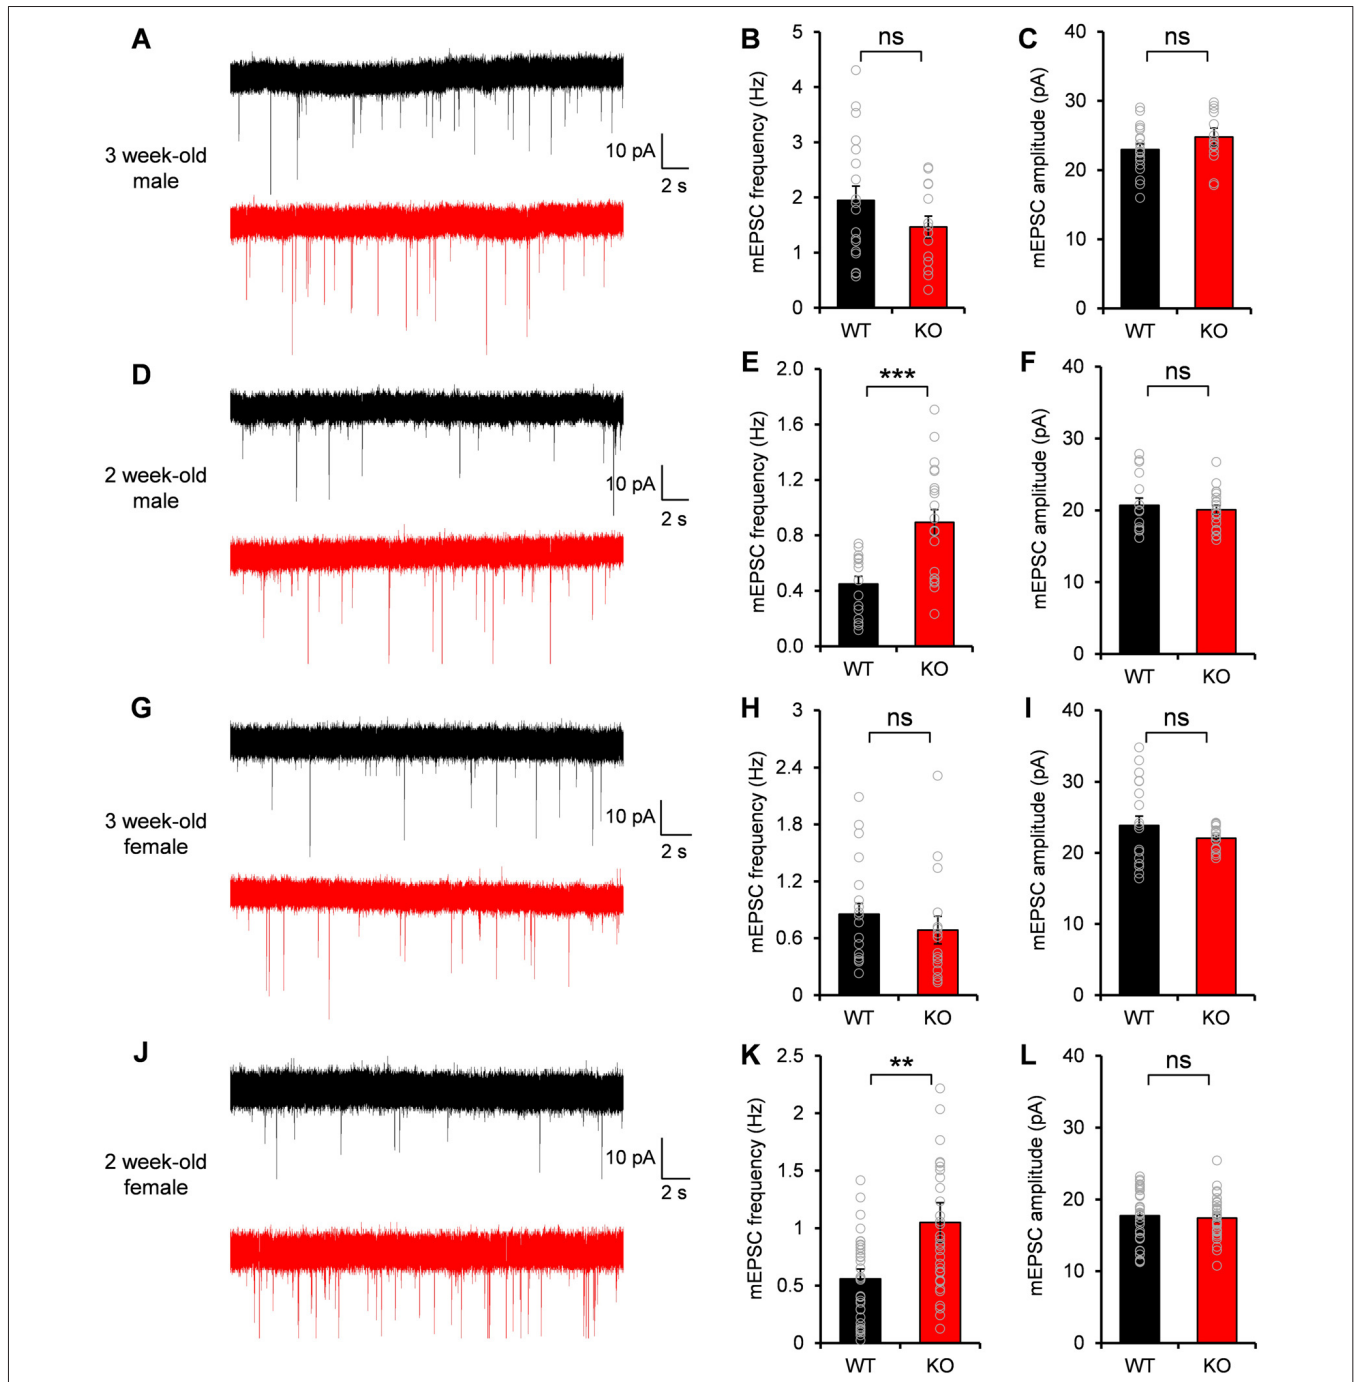 A
3 week-old
male
10 pA
2 s
B
mEPSC frequency (Hz)
5
4
3
2
1
0
ns
WT
KO
C
mEPSC amplitude (pA)
40
30
20
10
0
ns
WT
KO
D
2 week-old
male
10 pA
2 s
E
mEPSC frequency (Hz)
2.0
1.6
1.2
0.8
0.4
0.0
***
WT
KO
F
mEPSC amplitude (pA)
40
30
20
10
0
ns
WT
KO
G
3 week-old
female
10 pA
2 s
H
mEPSC frequency (Hz)
3
2.4
1.8
1.2
0.6
0
ns
WT
KO
I
mEPSC amplitude (pA)
40
30
20
10
0
ns
WT
KO
J
2 week-old
female
10 pA
2 s
K
mEPSC frequency (Hz)
2.5
2
1.5
1
0.5
0
**
WT
KO
L
mEPSC amplitude (pA)
40
30
20
10
0
ns
WT
KO